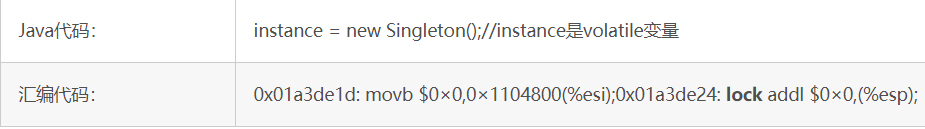 Java代码：
instance = new Singleton();//instance是volatile变量
汇编代码：
0x01a3de1d: movb $0×0,0×1104800(%esi);0x01a3de24: lock addl $0×0,(%esp);